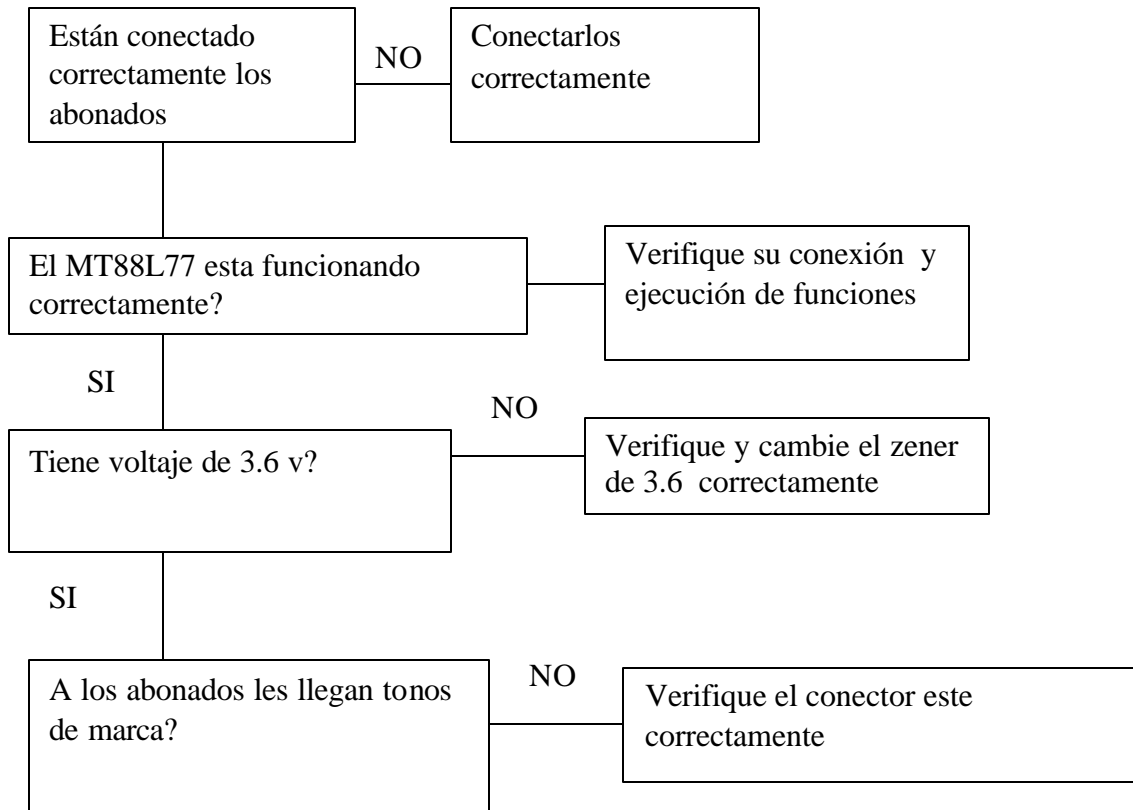 Están conectado
correctamente los
abonados
NO
Conectarlos
correctamente
El MT88L77 esta funcionando
correctamente?
Verifique su conexión y
ejecución de funciones
SI
NO
Tiene voltaje de 3.6 v?
Verifique y cambie el zener
de 3.6 correctamente
SI
A los abonados les llegan tonos
de marca?
NO
Verifique el conector este
correctamente